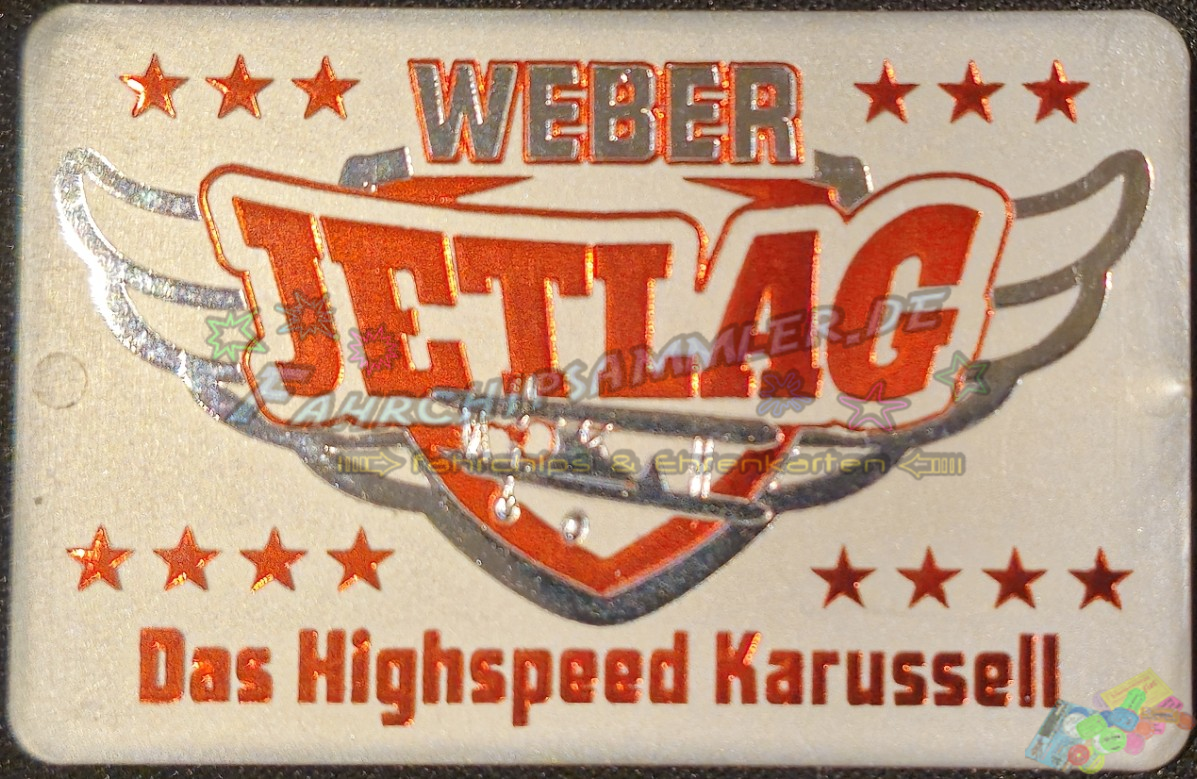 WEBER
JETLAG
FAHRCHIPSAMMLER.DE
fahrchips & Ehrenkarten
Das Highspeed Karussell